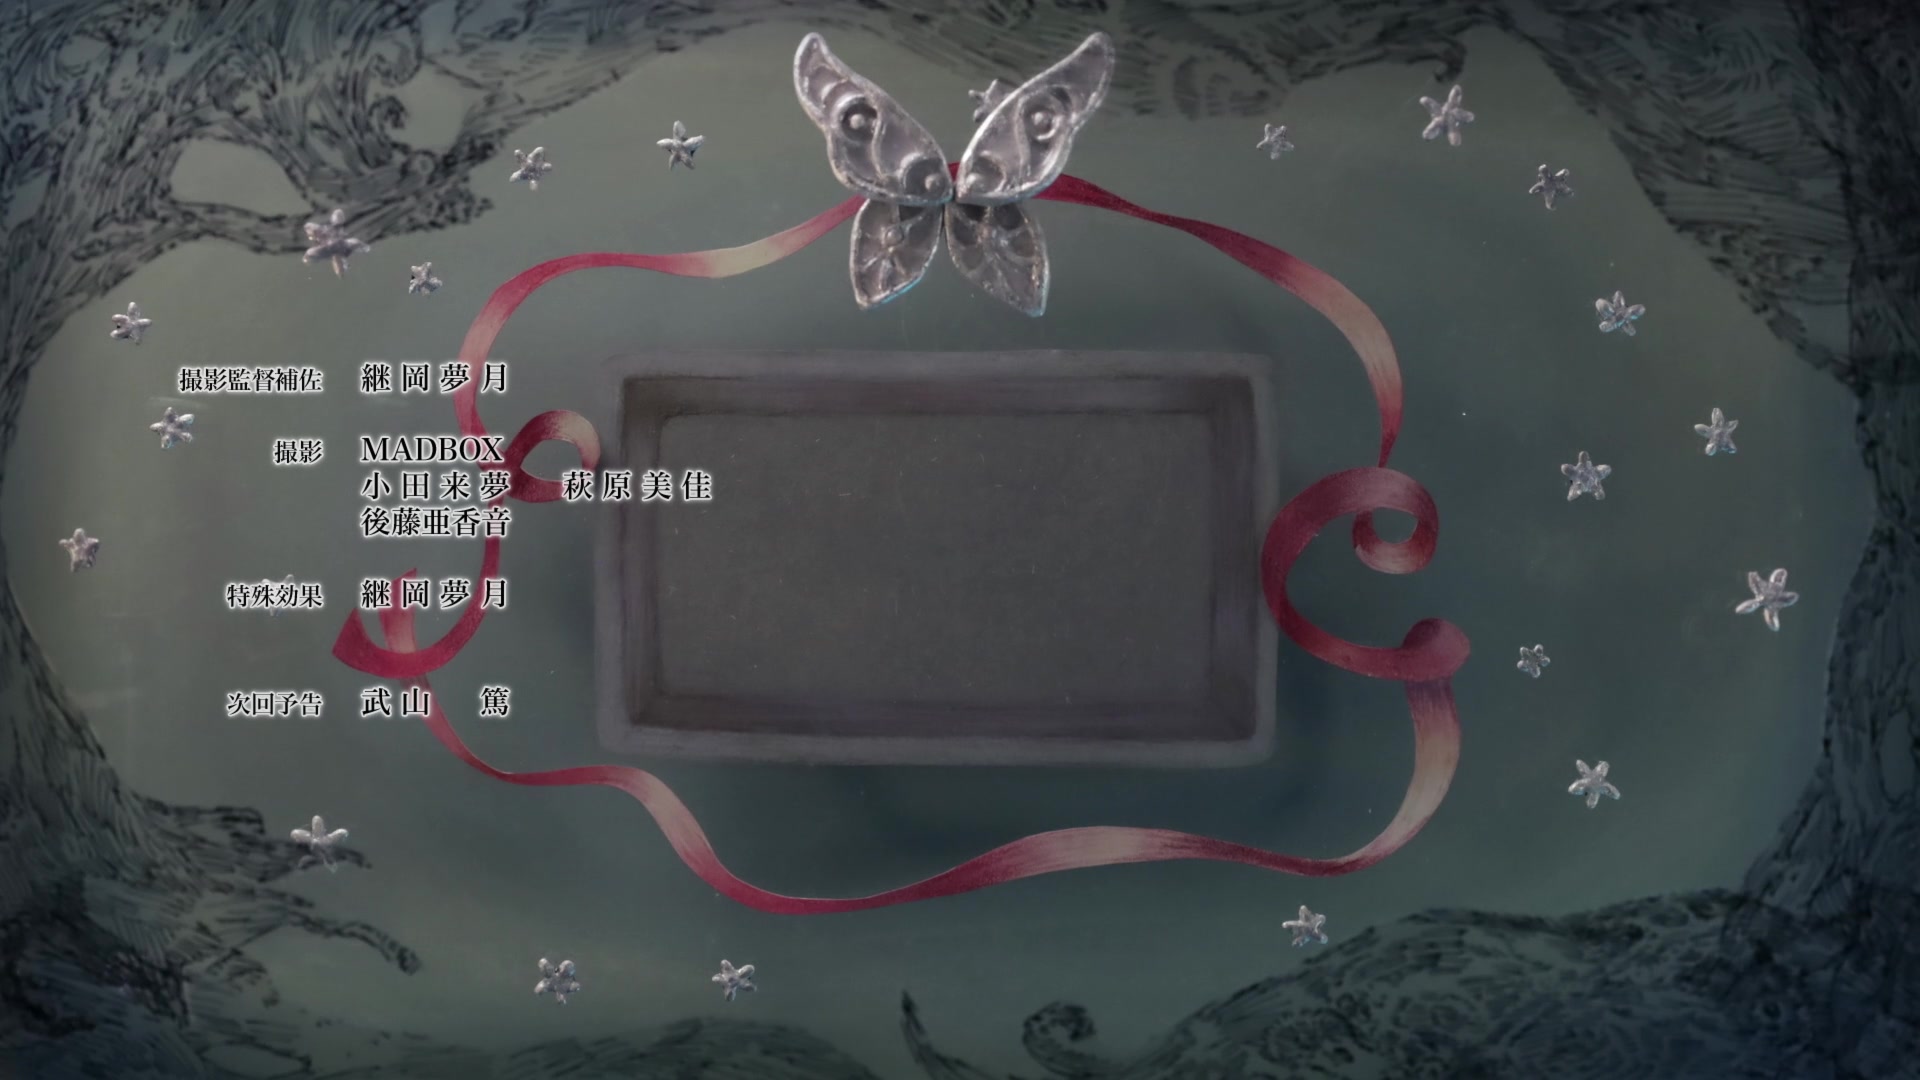 撮影監督補佐 継岡夢月
撮影 MADBOX
小田来夢 萩原美佳
後藤亜香音
特殊効果 継岡夢月
次回予告 武山 篤